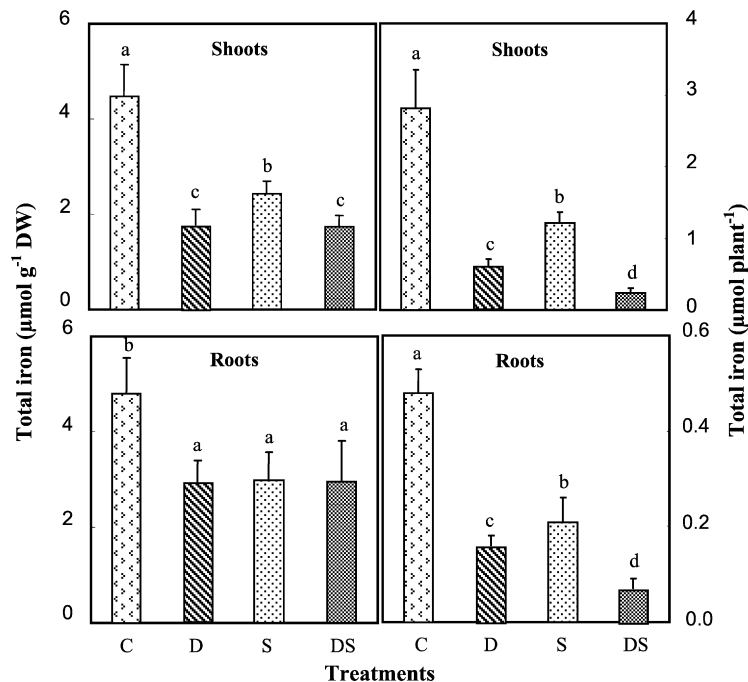 6
4
2
0
Total iron (µmol g-1 DW)
Shoots
a
c
b
c
Shoots
a
c
b
d
4
3
2
1
0
Total iron (µmol plant-1)
6
4
2
0
Roots
b
a
a
a
Roots
a
c
b
d
0.6
0.4
0.2
0.0
C D S DS C D S DS
Treatments